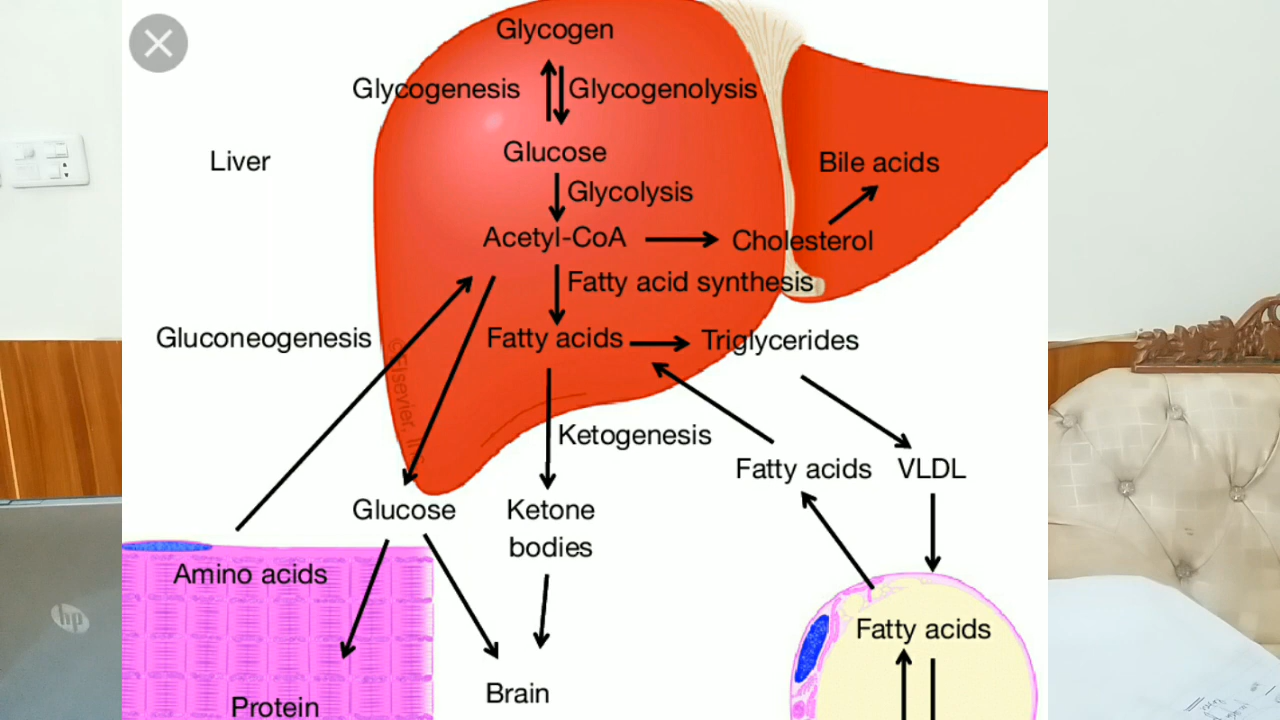 Glycogen
Glycogenesis
Glycogenolysis
Liver
Glucose
Bile acids
Glycolysis
Acetyl-CoA
Cholesterol
Fatty acid synthesis
Gluconeogenesis
Fatty acids
Triglycerides
Ketogenesis
Fatty acids
VLDL
Glucose
Ketone
bodies
Amino acids
hp
Fatty acids
Brain
Protein